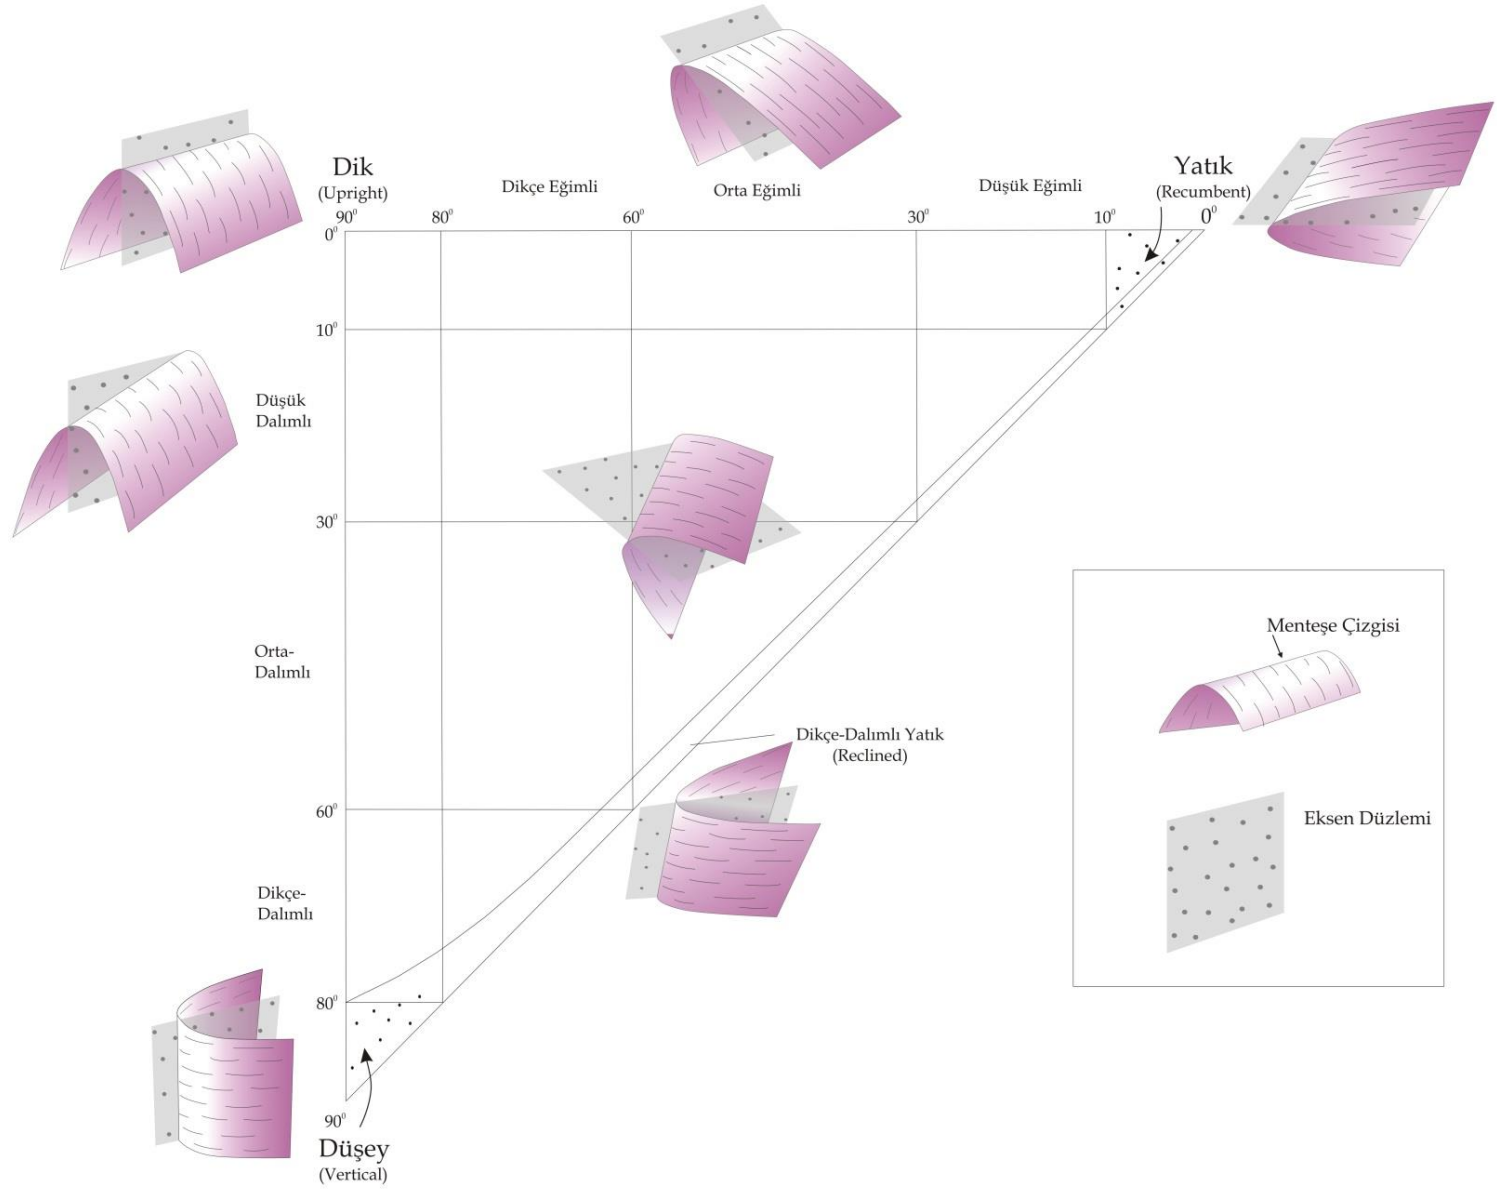 Dik
(Upright)
Dikçe Eğimli
Orta Eğimli
Düşük Eğimli
Yatık
(Recumbent)
90⁰
80⁰
60⁰
30⁰
10⁰
0⁰
0⁰
10⁰
Düşük
Dalımlı
30⁰
Orta-
Dalımlı
60⁰
Dikçe-
Dalımlı
80⁰
90⁰
Düşey
(Vertical)
Dikçe-Dalımlı Yatık
(Reclined)
Menteşe Çizgisi
Eksen Düzlemi